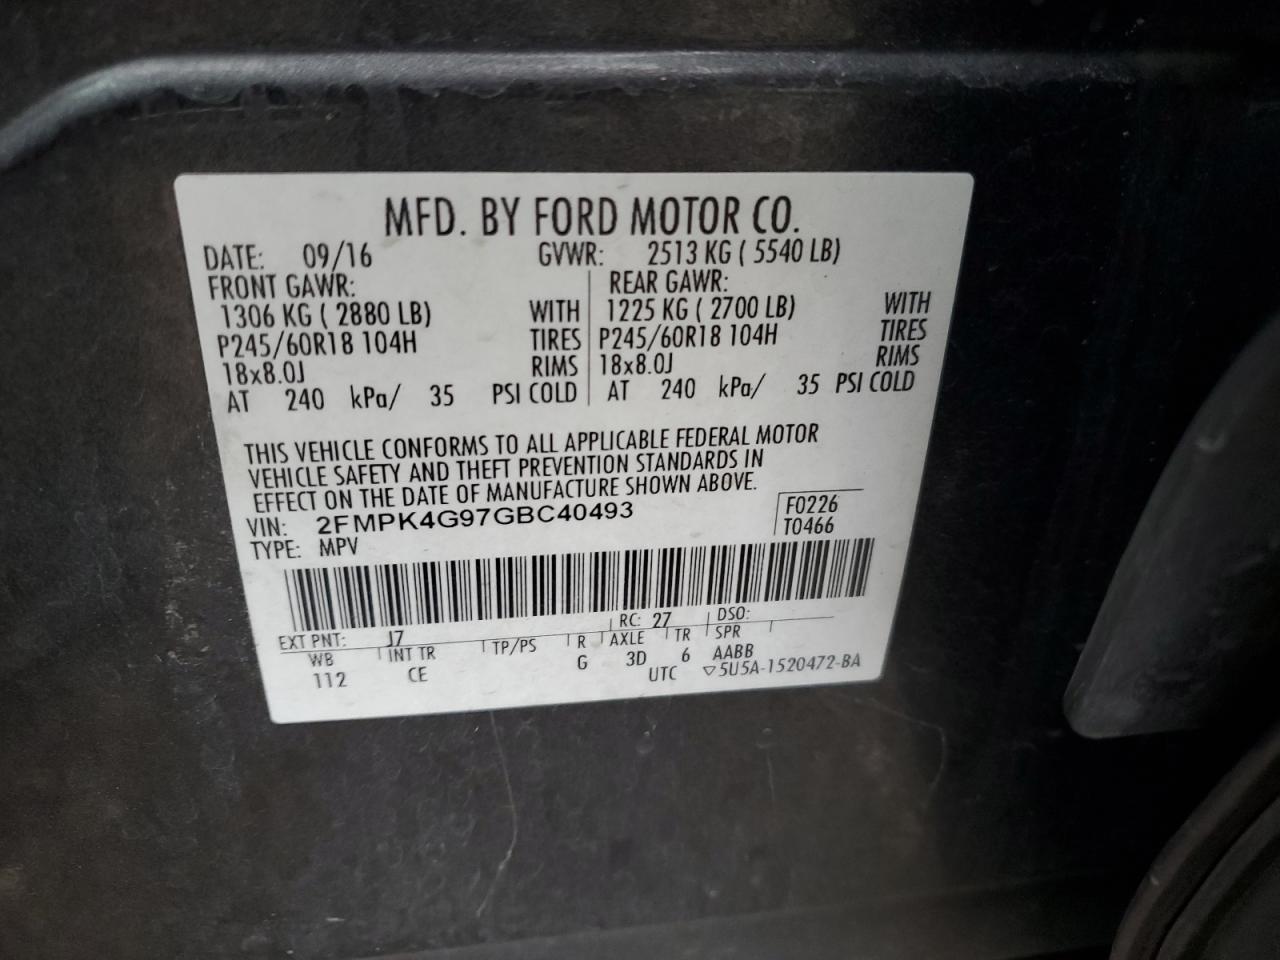 MFD. BY FORD MOTOR CO.
DATE: 09/16 GVWR: 2513 KG ( 5540 LB)
FRONT GAWR: REAR GAWR:
1306 KG ( 2880 LB) WITH 1225 KG ( 2700 LB) WITH
P245/60R18 104H TIRES P245/60R18 104H TIRES
18x8.0J RIMS 18x8.0J RIMS
AT 240 kPa/ 35 PSI COLD AT 240 kPa/ 35 PSI COLD
THIS VEHICLE CONFORMS TO ALL APPLICABLE FEDERAL MOTOR
VEHICLE SAFETY AND THEFT PREVENTION STANDARDS IN
EFFECT ON THE DATE OF MANUFACTURE SHOWN ABOVE.
VIN: 2FMPK4G97GBC40493 F0226
TYPE: MPV T0466
EXT PNT: J7 RC: 27 DSO:
WB INT TR TP/PS R AXLE TR SPR
112 CE G 3D 6 AABB
UTC ▽5U5A-1520472-BA